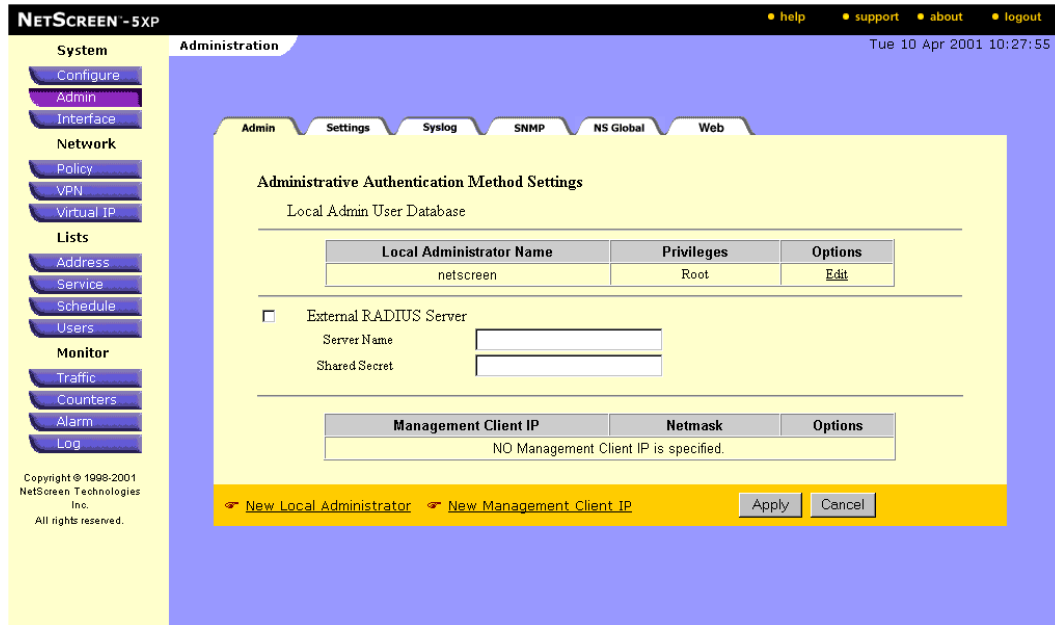 NETSCREEN™-5XP
help support about logout
System
Configure
Admin
Interface
Network
Policy
VPN
Virtual IP
Lists
Address
Service
Schedule
Users
Monitor
Traffic
Counters
Alarm
Log
Copyright © 1998-2001
NetScreen Technologies
Inc.
All rights reserved.
Administration
Tue 10 Apr 2001 10:27:55
Admin Settings Syslog SNMP NS Global Web
Administrative Authentication Method Settings
Local Admin User Database
Local Administrator Name Privileges Options
netscreen Root Edit
External RADIUS Server
Server Name
Shared Secret
Management Client IP Netmask Options
NO Management Client IP is specified.
New Local Administrator New Management Client IP Apply Cancel